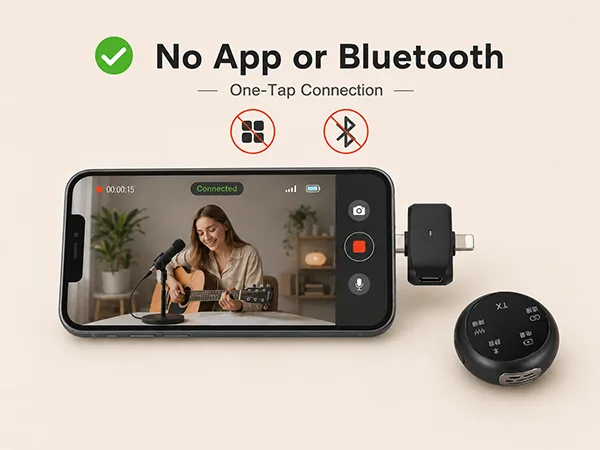 No App or Bluetooth
One-Tap Connection
00:00:15
Connected
TX